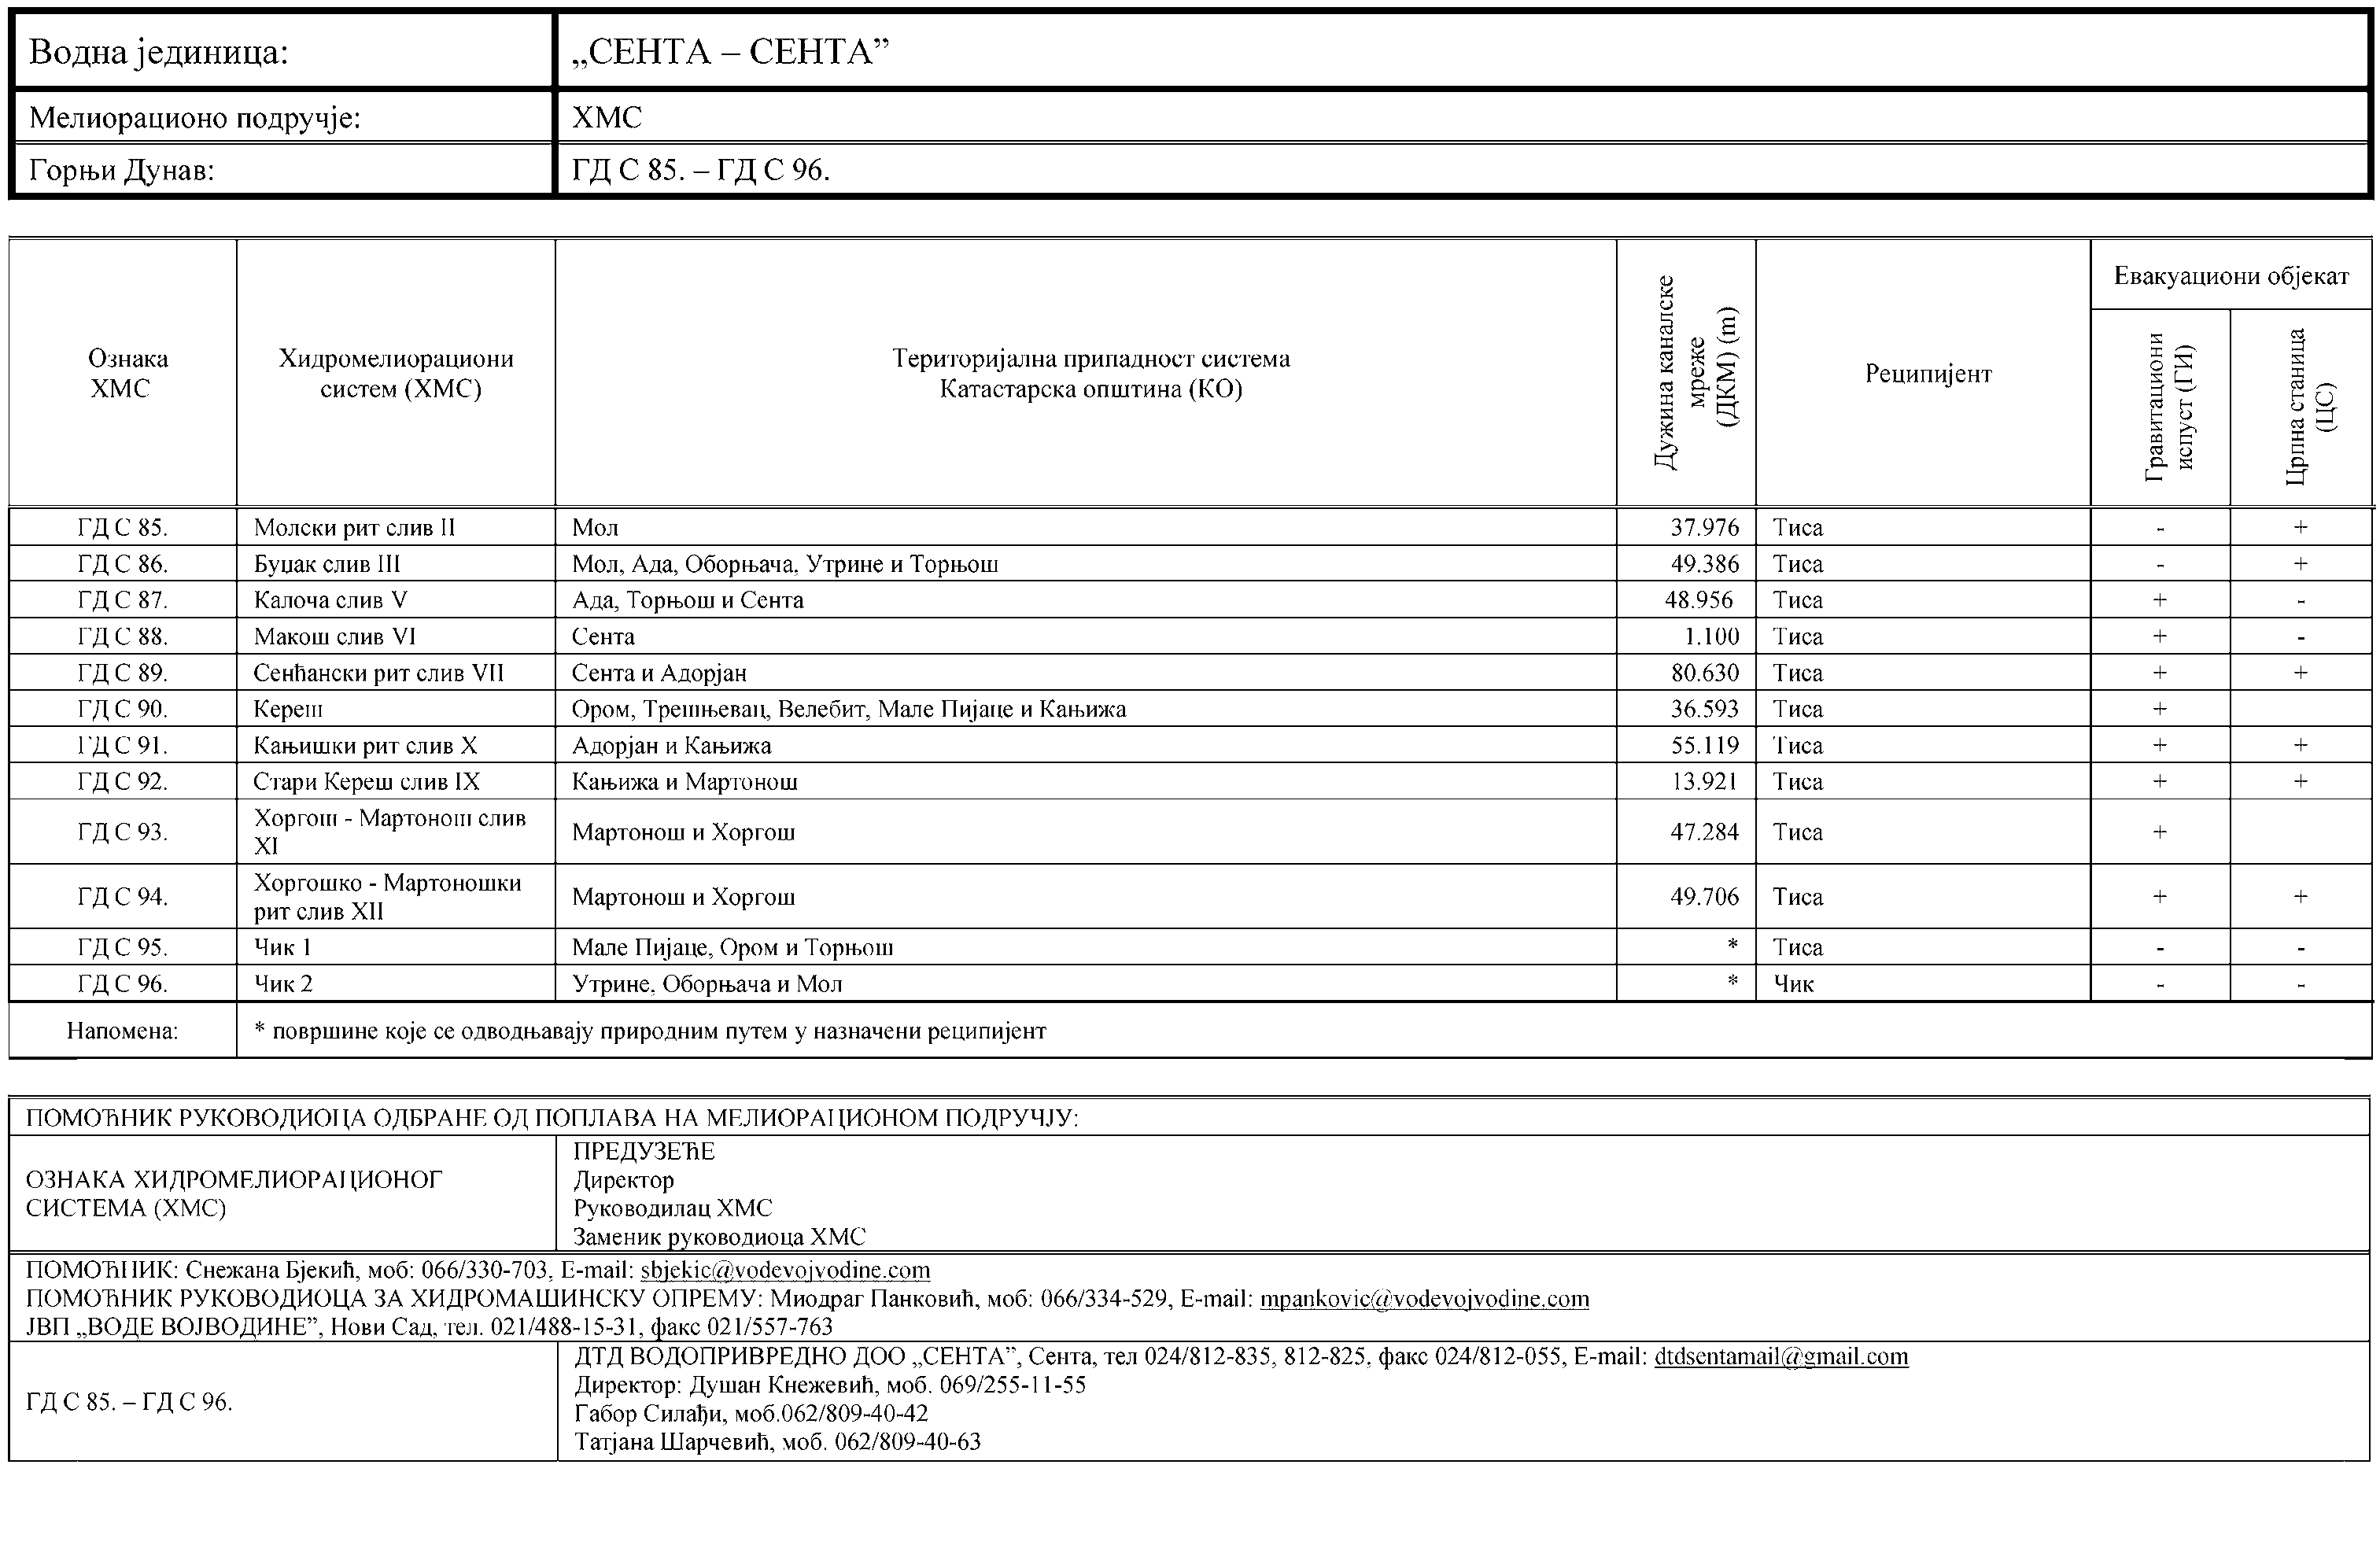 Водна јединица: „СЕНТА – СЕНТА”
Мелиорационо подручје: ХМС
Горњи Дунав: ГД С 85. – ГД С 96.
Ознака ХМС
Хидромелиорациони систем (ХМС)
Територијална припадност система
Катастарска општина (КО)
Дужина каналске мреже (ДКМ) (m)
Реципијент
Евакуациони објекат
Гравитациони испуст (ГИ)
Црпна станица (ЦС)
ГД С 85. Молски рит слив II Мол 37.976 Тиса - +
ГД С 86. Буџак слив III Мол, Ада, Оборњача, Утрине и Торњош 49.386 Тиса - +
ГД С 87. Калоча слив V Ада, Торњош и Сента 48.956 Тиса + -
ГД С 88. Макош слив VI Сента 1.100 Тиса + -
ГД С 89. Сенћански рит слив VII Сента и Адорјан 80.630 Тиса + +
ГД С 90. Кереш Ором, Трешњевац, Велебит, Мале Пијаце и Кањижа 36.593 Тиса +
ГД С 91. Кањишки рит слив X Адорјан и Кањижа 55.119 Тиса + +
ГД С 92. Стари Кереш слив IX Кањижа и Мартонош 13.921 Тиса + +
ГД С 93. Хоргош - Мартонош слив XI Мартонош и Хоргош 47.284 Тиса +
ГД С 94. Хоргошко - Мартоношки рит слив XII Мартонош и Хоргош 49.706 Тиса + +
ГД С 95. Чик 1 Мале Пијаце, Ором и Торњош * Тиса - -
ГД С 96. Чик 2 Утрине, Оборњача и Мол * Чик - -
Напомена: * површине које се одводњавају природним путем у назначени реципијент
ПОМОЋНИК РУКОВОДИОЦА ОДБРАНЕ ОД ПОПЛАВА НА МЕЛИОРАЦИОНОМ ПОДРУЧЈУ:
ОЗНАКА ХИДРОМЕЛИОРАЦИОНОГ
СИСТЕМА (ХМС)
ПРЕДУЗЕЋЕ
Директор
Руководилац ХМС
Заменик руководиоца ХМС
ПОМОЋНИК: Снежана Бјекић, моб: 066/330-703, E-mail: sbjekic@vodevojvodine.com
ПОМОЋНИК РУКОВОДИОЦА ЗА ХИДРОМАШИНСКУ ОПРЕМУ: Миодраг Панковић, моб: 066/334-529, E-mail: mpankovic@vodevojvodine.com
ЈВП „ВОДЕ ВОЈВОДИНЕ”, Нови Сад, тел. 021/488-15-31, факс 021/557-763
ГД С 85. – ГД С 96.
ДТД ВОДОПРИВРЕДНО ДОО „СЕНТА”, Сента, тел 024/812-835, 812-825, факс 024/812-055, E-mail: dtdsentamail@gmail.com
Директор: Душан Кнежевић, моб. 069/255-11-55
Габор Силађи, моб.062/809-40-42
Татјана Шарчевић, моб. 062/809-40-63